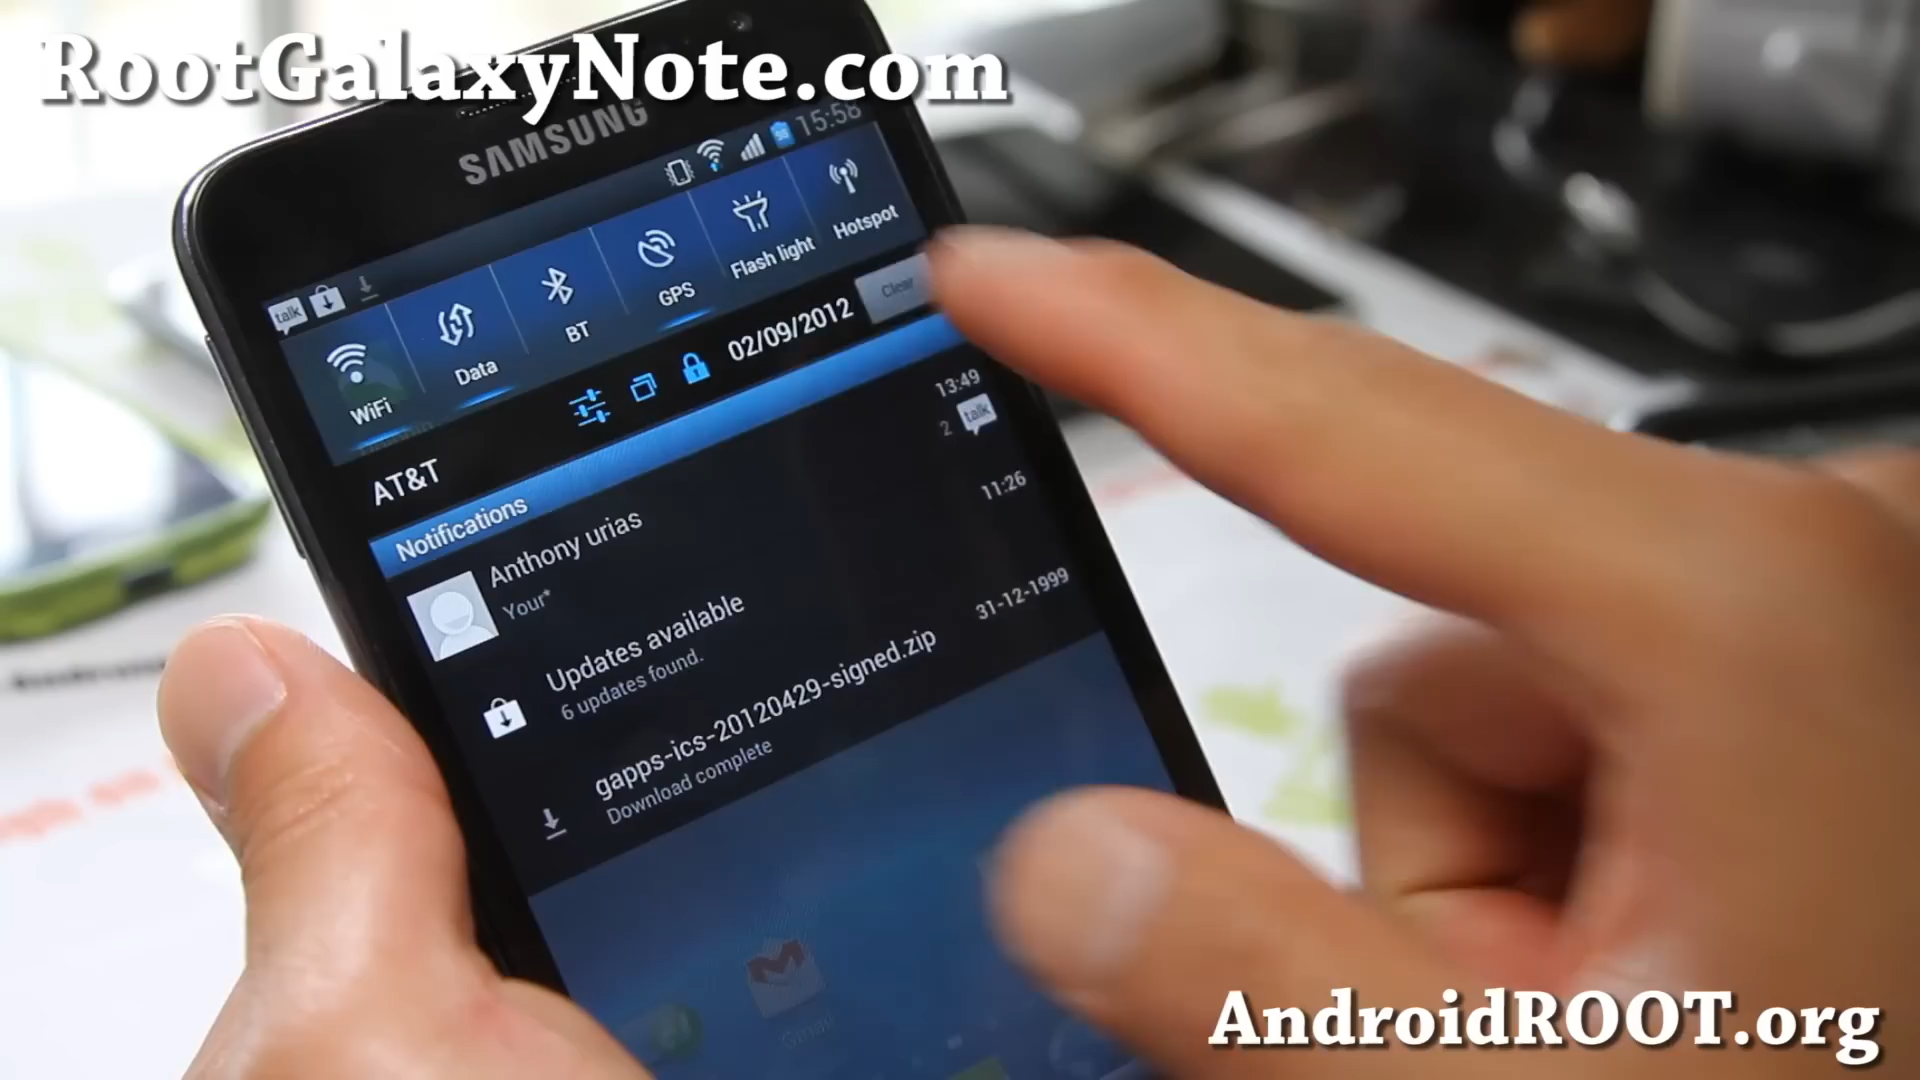 RootGalaxyNote.com
SAMSUNG
15:58
talk
WiFi
Data
BT
GPS
Flash light
Hotspot
AT&T
02/09/2012
Clear
Notifications
Anthony urias
13:49
Your*
2
talk
Updates available
11:26
6 updates found.
gapps-ics-20120429-signed.zip
31-12-1999
Download complete
Gmail
AndroidROOT.org